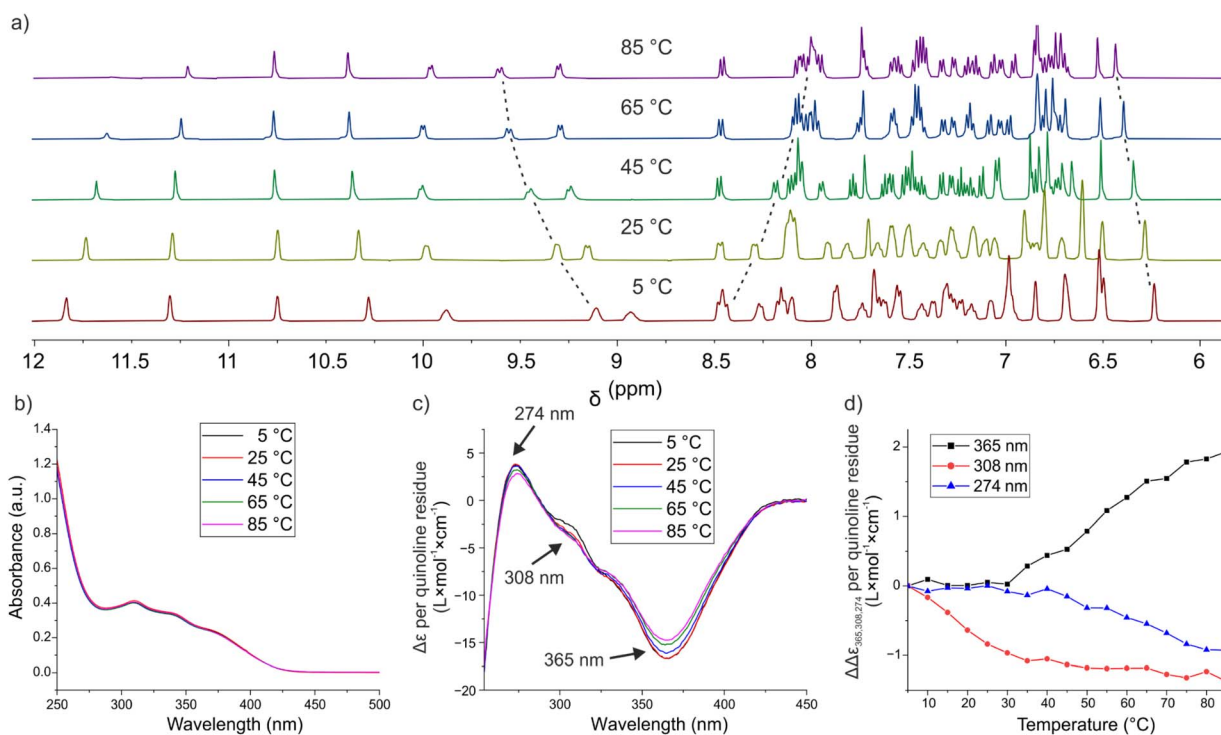 a)
85 °C
65 °C
45 °C
25 °C
5 °C
12 11.5 11 10.5 10 9.5 9 8.5 8 7.5 7 6.5 6
δ (ppm)
b)
1.4
1.2
1.0
0.8
0.6
0.4
0.2
0.0
Absorbance (a.u.)
5 °C
25 °C
45 °C
65 °C
85 °C
250 300 350 400 450 500
Wavelength (nm)
c)
274 nm
5
0
−5
−10
−15
−20
Δε per quinoline residue
(L×mol⁻¹×cm⁻¹)
5 °C
25 °C
45 °C
65 °C
85 °C
308 nm
365 nm
300 350 400 450
Wavelength (nm)
d)
2
1
0
−1
ΔΔε365,308,274 per quinoline residue
(L×mol⁻¹×cm⁻¹)
365 nm
308 nm
274 nm
10 20 30 40 50 60 70 80
Temperature (°C)